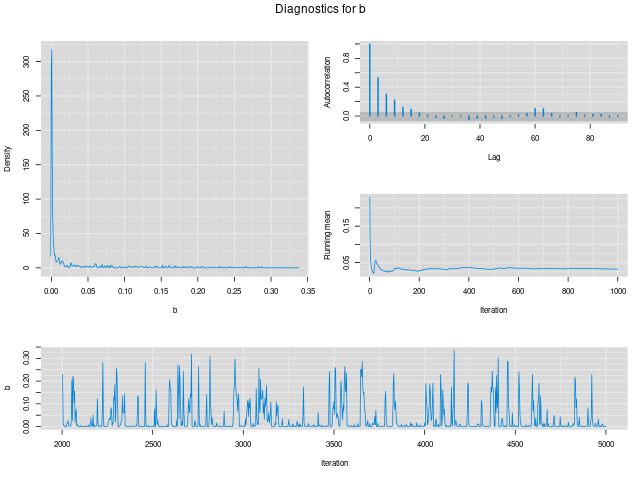 Diagnostics for b
Density
300
250
200
150
100
50
0
0.00 0.05 0.10 0.15 0.20 0.25 0.30 0.35
b
Autocorrelation
0.8
0.4
0.0
0 20 40 60 80
Lag
Running mean
0.15
0.05
0 200 400 600 800 1000
Iteration
b
0.30
0.20
0.10
0.00
2000 2500 3000 3500 4000 4500 5000
Iteration